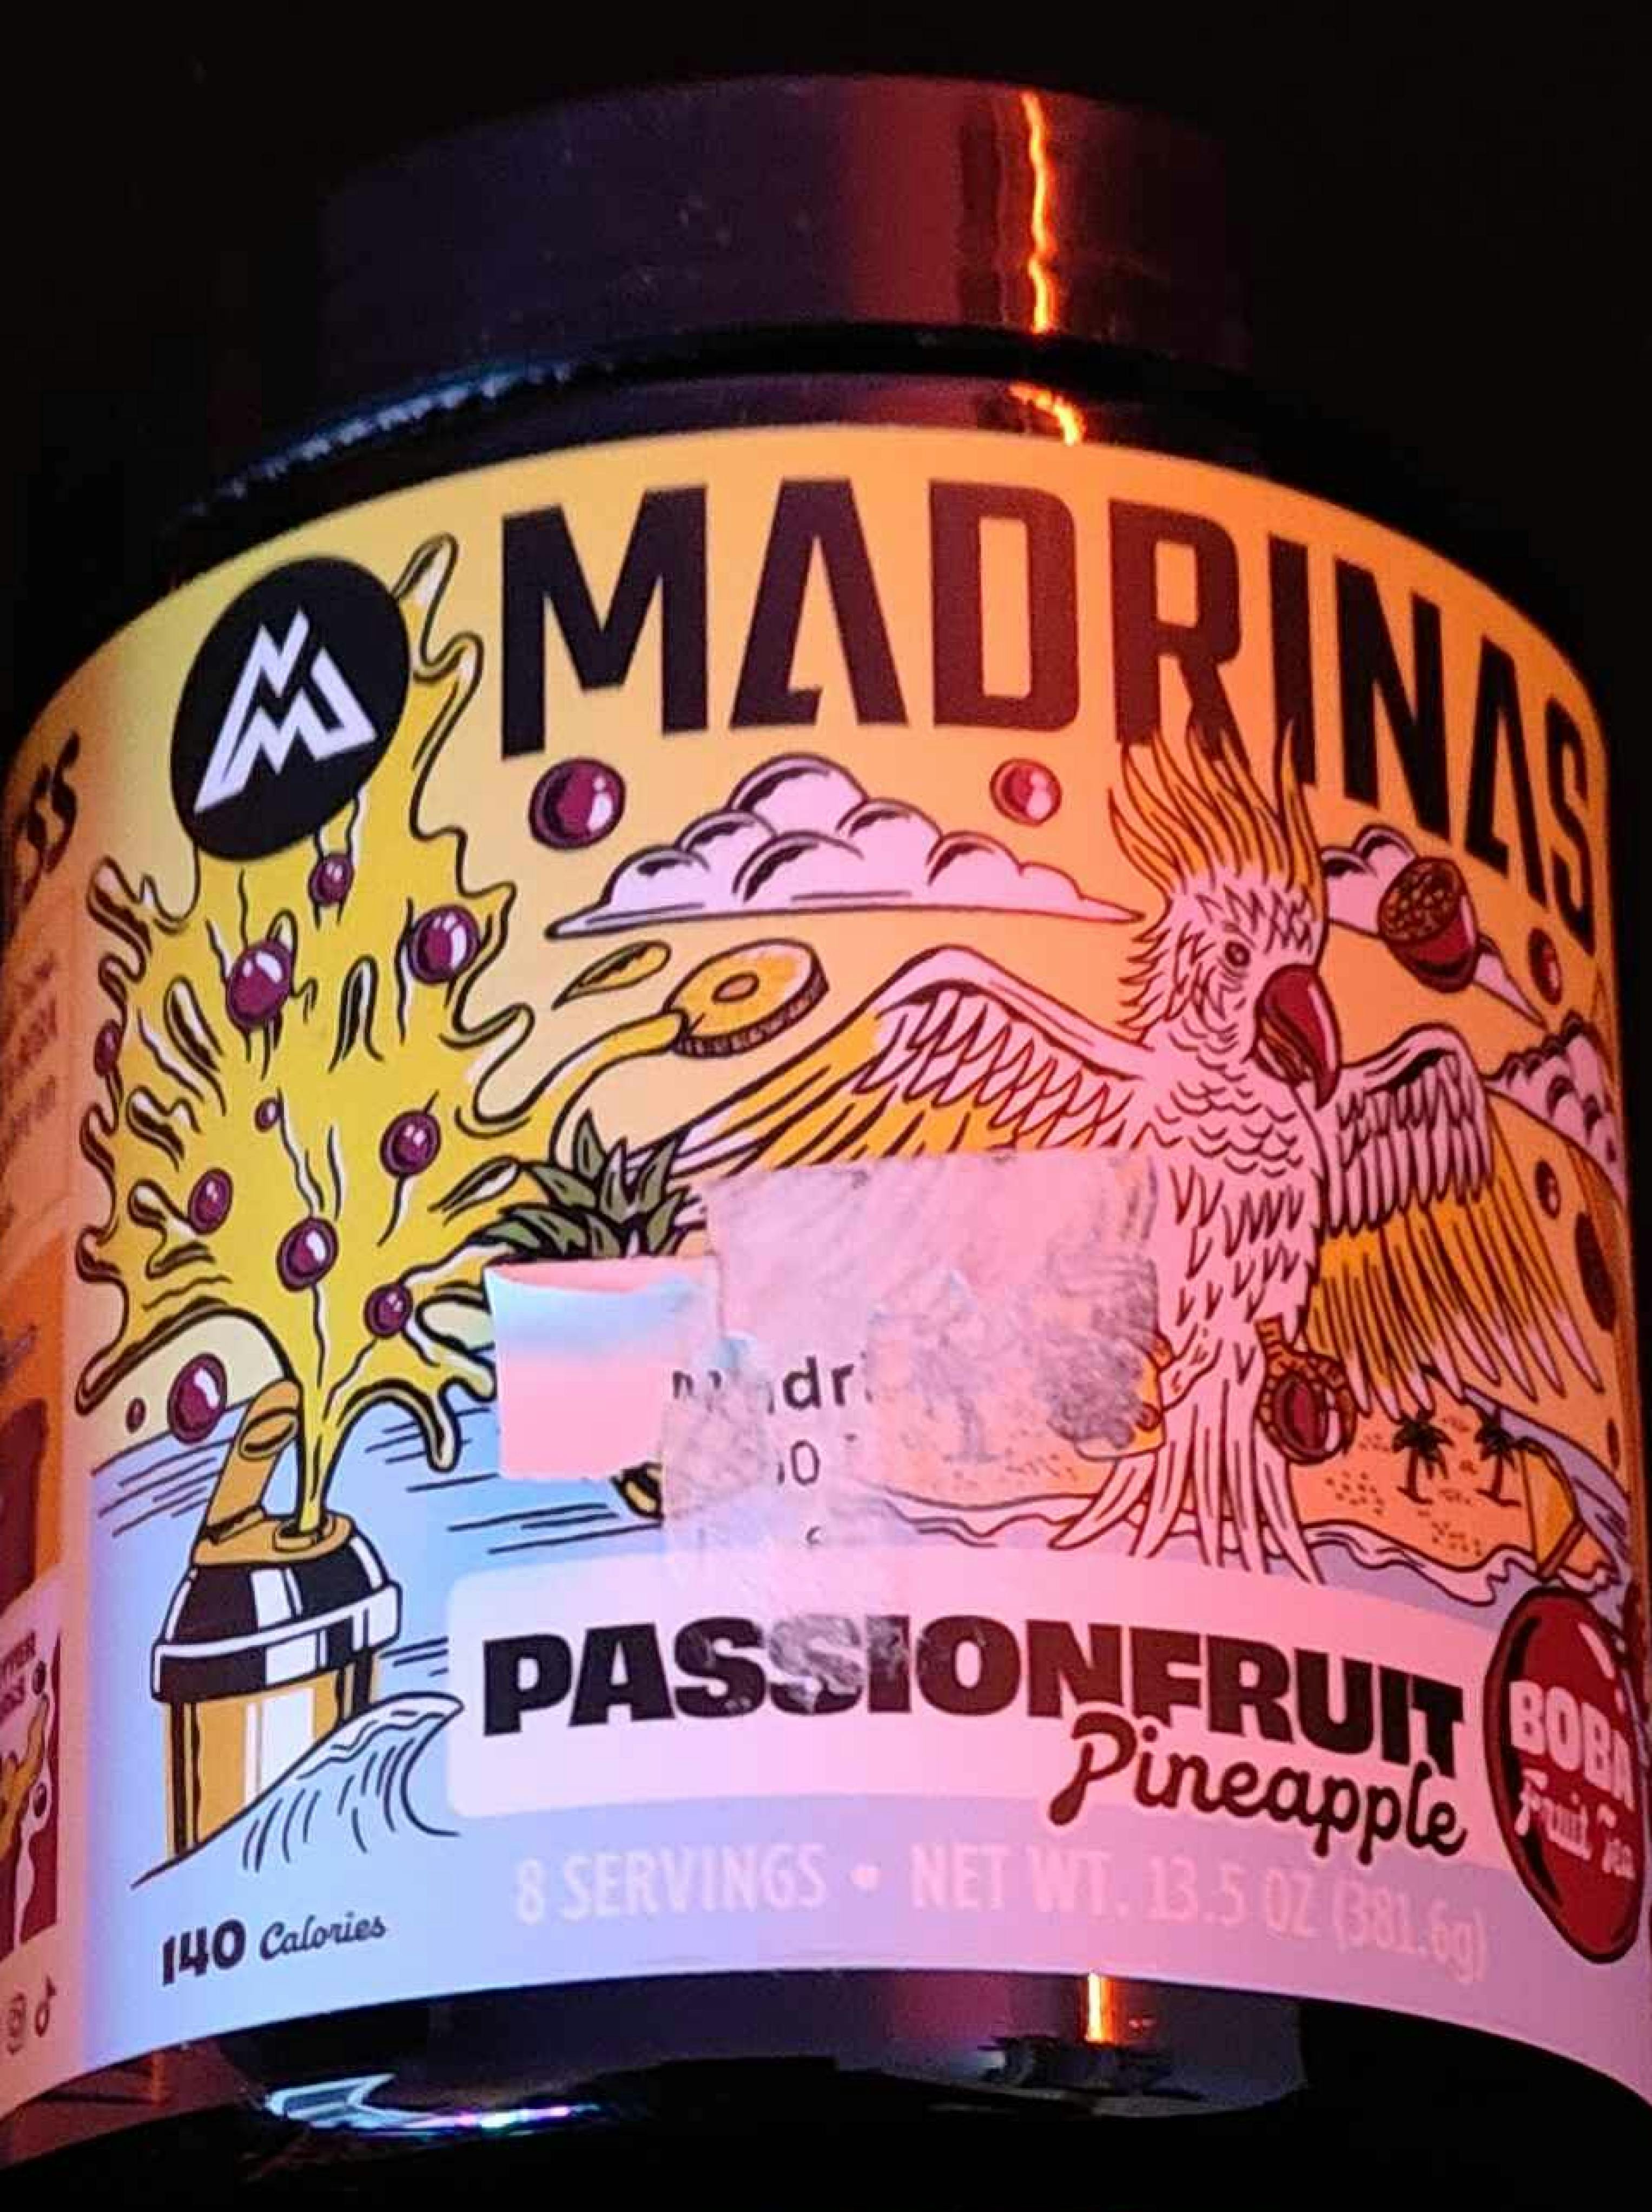 MADRINAS
PASSIONFRUIT
Pineapple
BOBA
Fruit Tea
8 SERVINGS • NET WT. 13.5 OZ (381.6g)
140 Calories